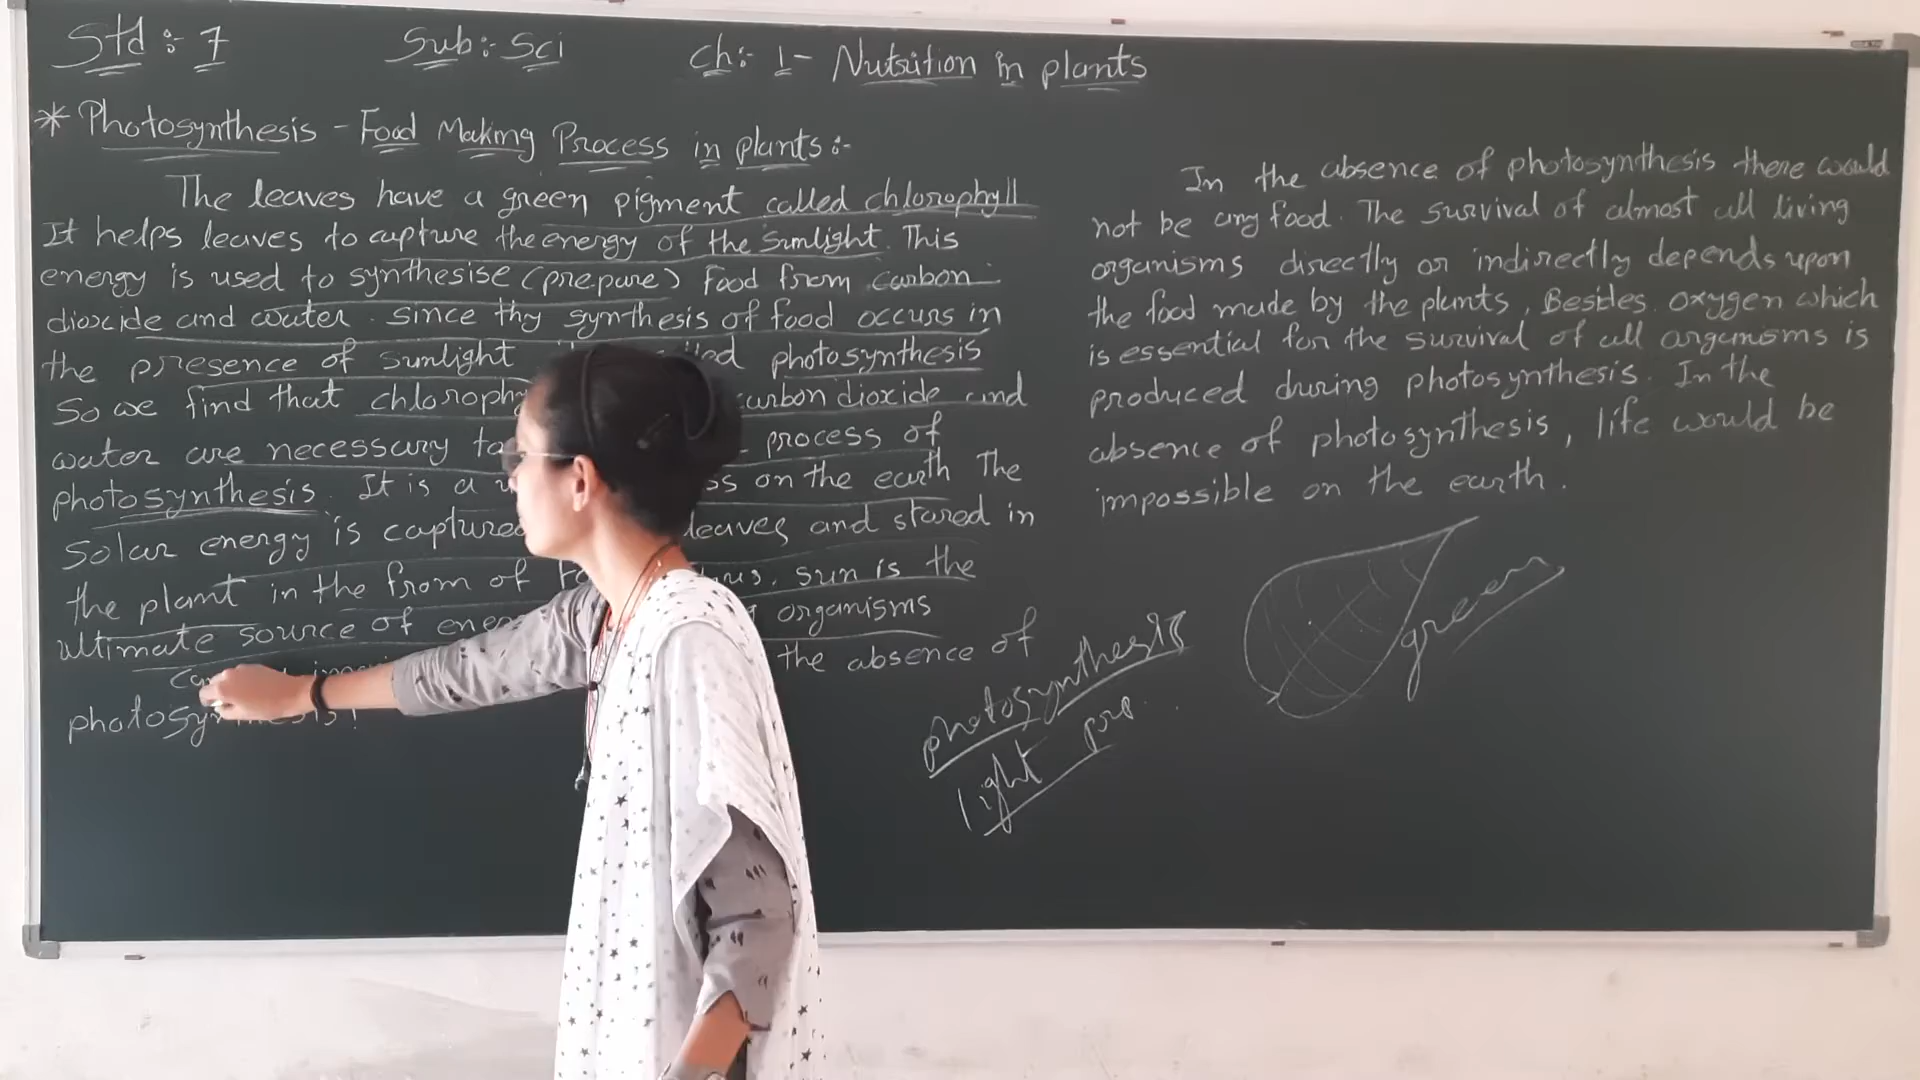 Std :- 7 Sub :- Sci Ch :- 1 - Nutrition in plants
* Photosynthesis - Food Making Process in plants :-
The leaves have a green pigment called chlorophyll
It helps leaves to capture the energy of the sunlight. This
energy is used to synthesise (prepare) food from carbon
dioxide and water. since thy synthesis of food occurs in
the presence of sunlight photosynthesis
So we find that carbon dioxide and
water are necessary to process of
photosynthesis. It is a on the earth The
Solar energy is captured leaves and stored in
the plant in the from of sun is the
ultimate source of organisms
the absence of
photosynthesis!
In the absence of photosynthesis there would
not be any food. The survival of almost all living
organisms directly or indirectly depends upon
the food made by the plants, Besides oxygen which
is essential for the survival of all organisms is
produced during photosynthesis. In the
absence of photosynthesis, life would be
impossible on the earth.
photosynthesis
light pro
green